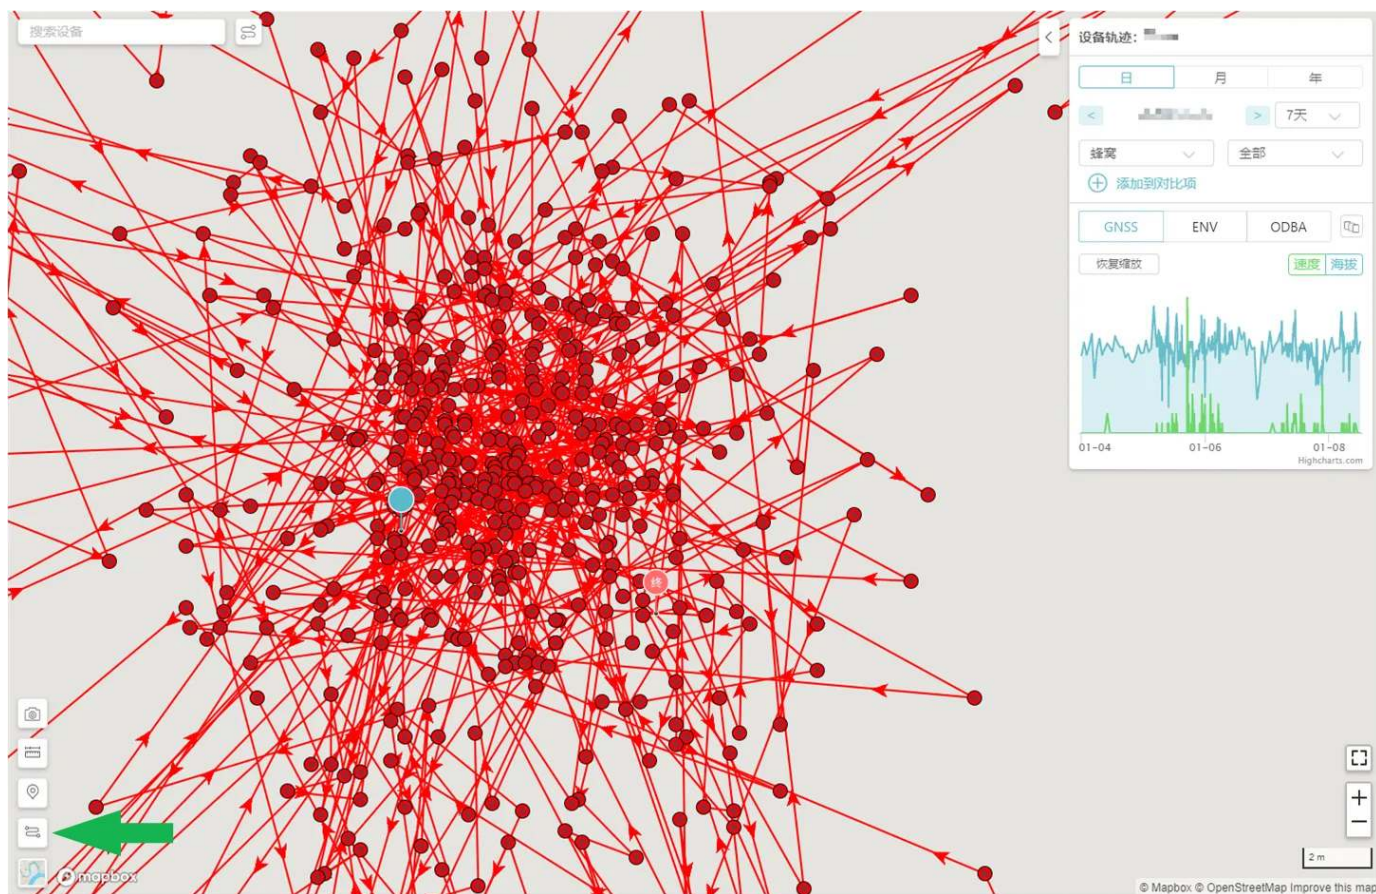 搜索设备
设备轨迹：
日 月 年
< > 7天
蜂窝 全部
添加到对比项
GNSS ENV ODBA
恢复缩放 速度 海拔
01-04 01-06 01-08
Highcharts.com
终
+
−
2 m
mapbox
© Mapbox © OpenStreetMap Improve this map